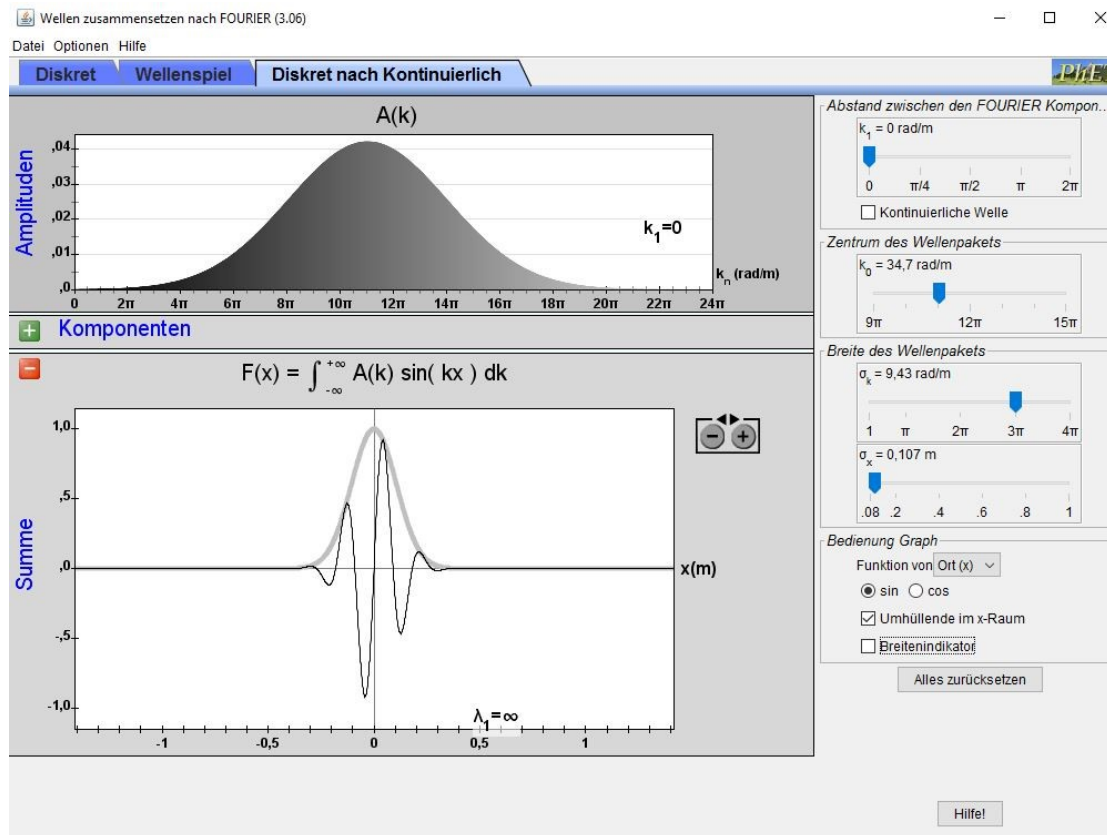 Wellen zusammensetzen nach FOURIER (3.06)
Datei Optionen Hilfe
Diskret Wellenspiel Diskret nach Kontinuierlich
PhET
A(k)
Amplituden
,04
,03
,02
,01
,0
k₁=0
kₙ (rad/m)
0 2π 4π 6π 8π 10π 12π 14π 16π 18π 20π 22π 24π
Komponenten
F(x) = ∫ +∞ -∞ A(k) sin( kx ) dk
Summe
1,0
,5
,0
-,5
-1,0
x(m)
λ₁=∞
-1 -0,5 0 0,5 1
Abstand zwischen den FOURIER Kompon...
k₁ = 0 rad/m
0 π/4 π/2 π 2π
Kontinuierliche Welle
Zentrum des Wellenpakets
k₀ = 34,7 rad/m
9π 12π 15π
Breite des Wellenpakets
σₖ = 9,43 rad/m
1 π 2π 3π 4π
σₓ = 0,107 m
.08 .2 .4 .6 .8 1
Bedienung Graph
Funktion von Ort (x)
sin cos
Umhüllende im x-Raum
Breitenindikator
Alles zurücksetzen
Hilfe!